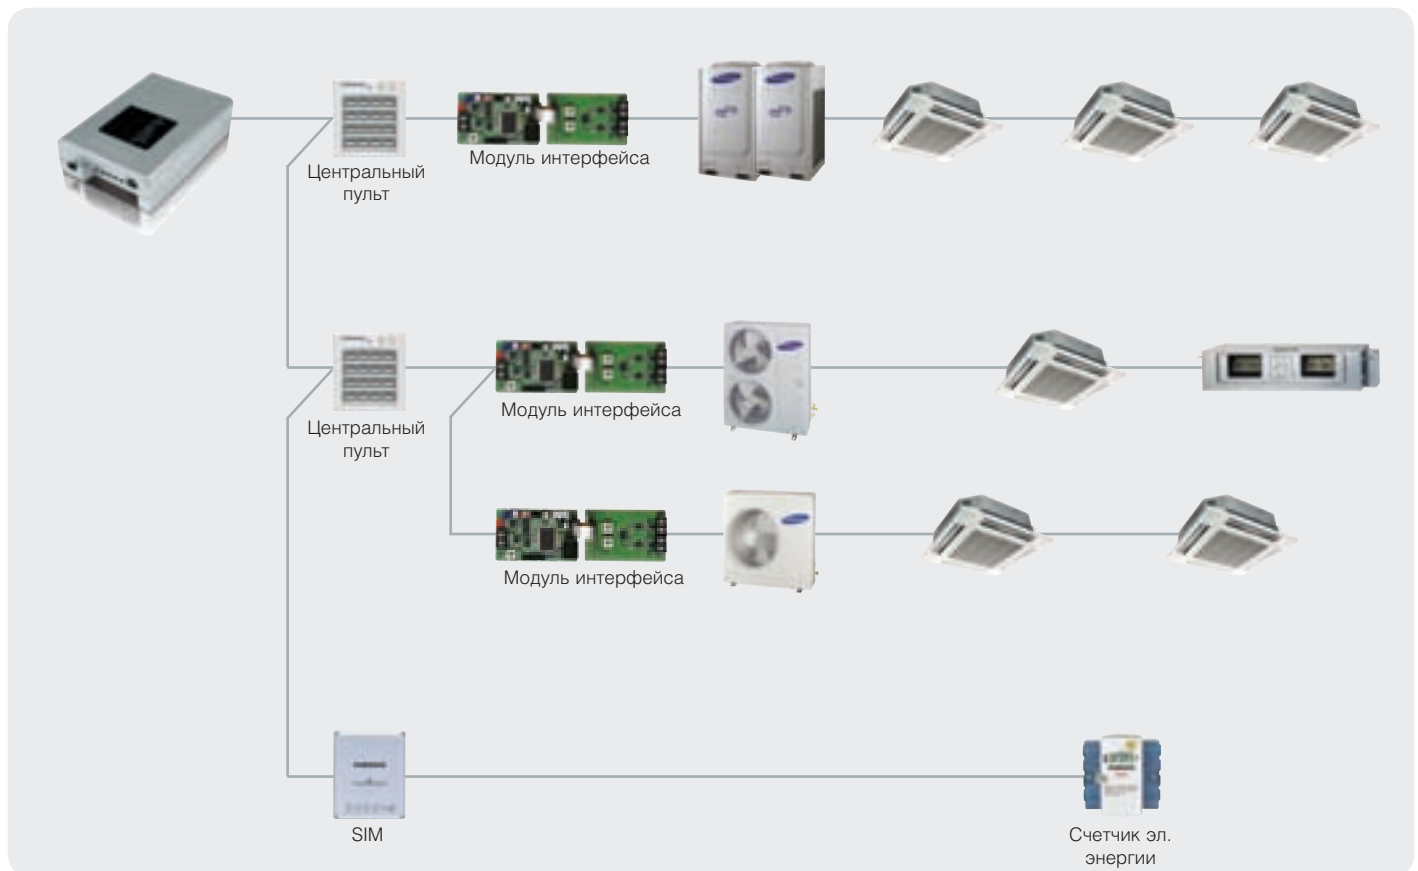 Центральный
пульт
Модуль интерфейса
Центральный
пульт
Модуль интерфейса
Модуль интерфейса
SIM
Счетчик эл.
энергии